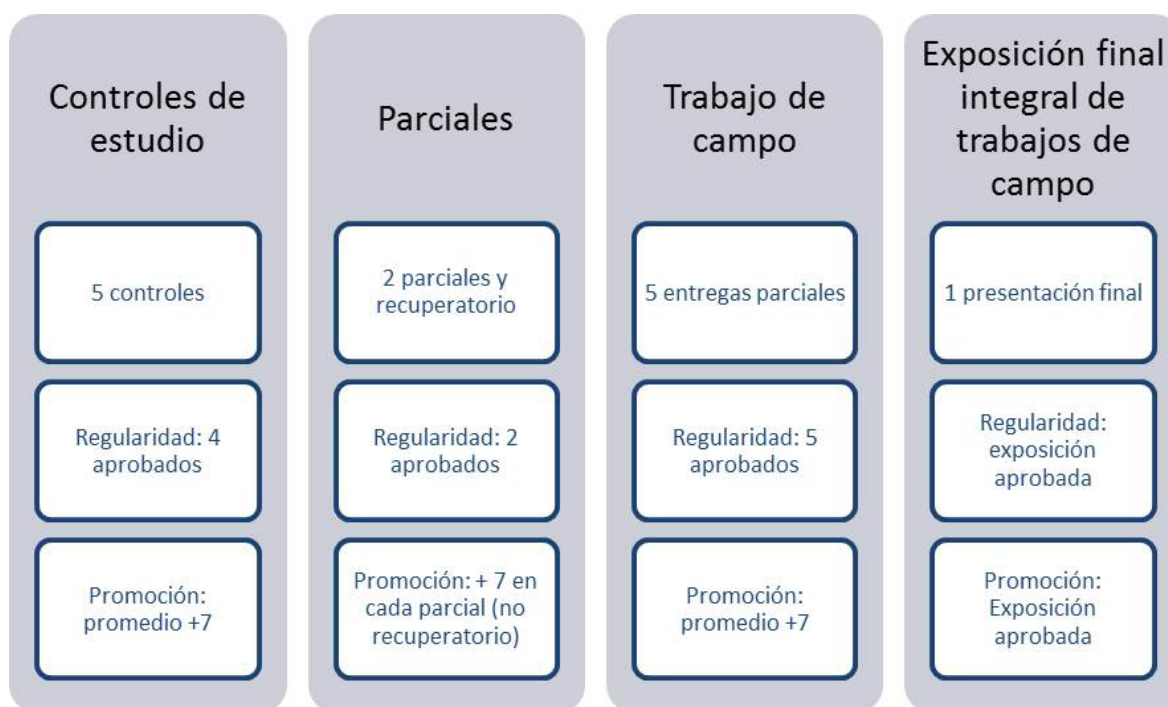 Controles de
estudio
5 controles
Regularidad: 4
aprobados
Promoción:
promedio +7
Parciales
2 parciales y
recuperatorio
Regularidad: 2
aprobados
Promoción: + 7 en
cada parcial (no
recuperatorio)
Trabajo de
campo
5 entregas parciales
Regularidad: 5
aprobados
Promoción:
promedio +7
Exposición final
integral de
trabajos de
campo
1 presentación final
Regularidad:
exposición
aprobada
Promoción:
Exposición
aprobada